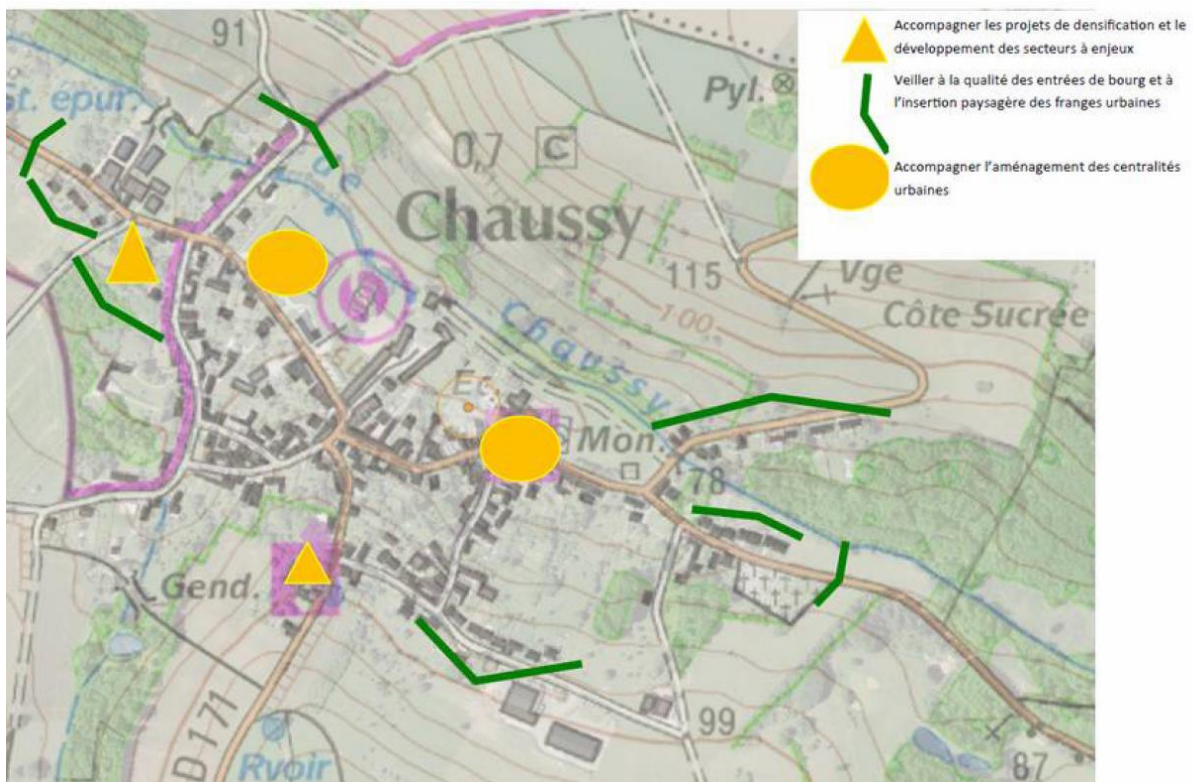 Accompagner les projets de densification et le
développement des secteurs à enjeux
Veiller à la qualité des entrées de bourg et à
l'insertion paysagère des franges urbaines
Accompagner l'aménagement des centralités
urbaines
91
St. épur.
Pyl.
0,7
C
Chaussy
115
Vge
Côte Sucrée
100
de
Chaussy
Ec.
Mon.
78
Gend.
D 171
99
Rvoir
87